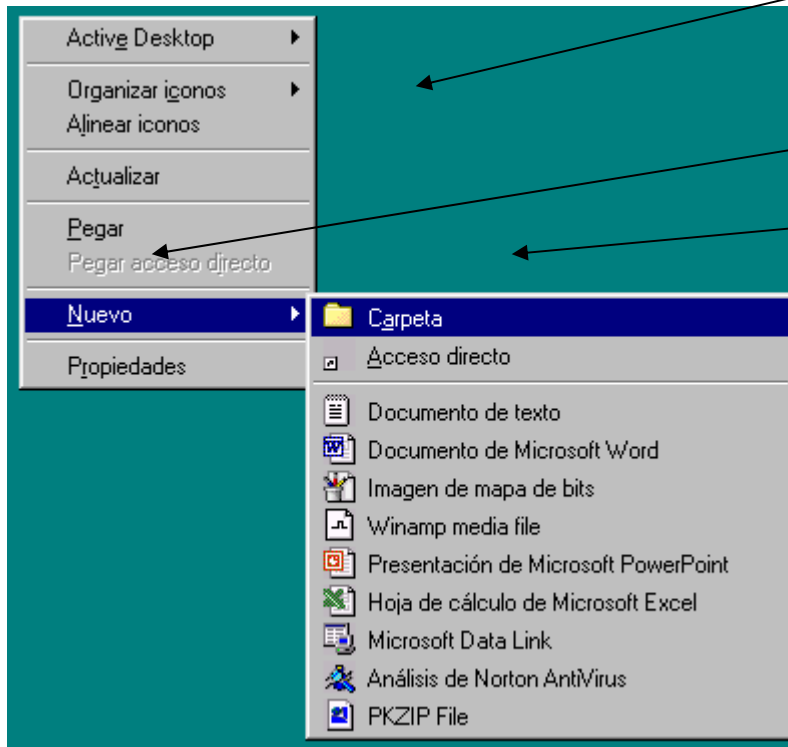 Active Desktop
Organizar iconos
Alinear iconos
Actualizar
Pegar
Pegar acceso directo
Nuevo
Propiedades
Carpeta
Acceso directo
Documento de texto
Documento de Microsoft Word
Imagen de mapa de bits
Winamp media file
Presentación de Microsoft PowerPoint
Hoja de cálculo de Microsoft Excel
Microsoft Data Link
Análisis de Norton AntiVirus
PKZIP File